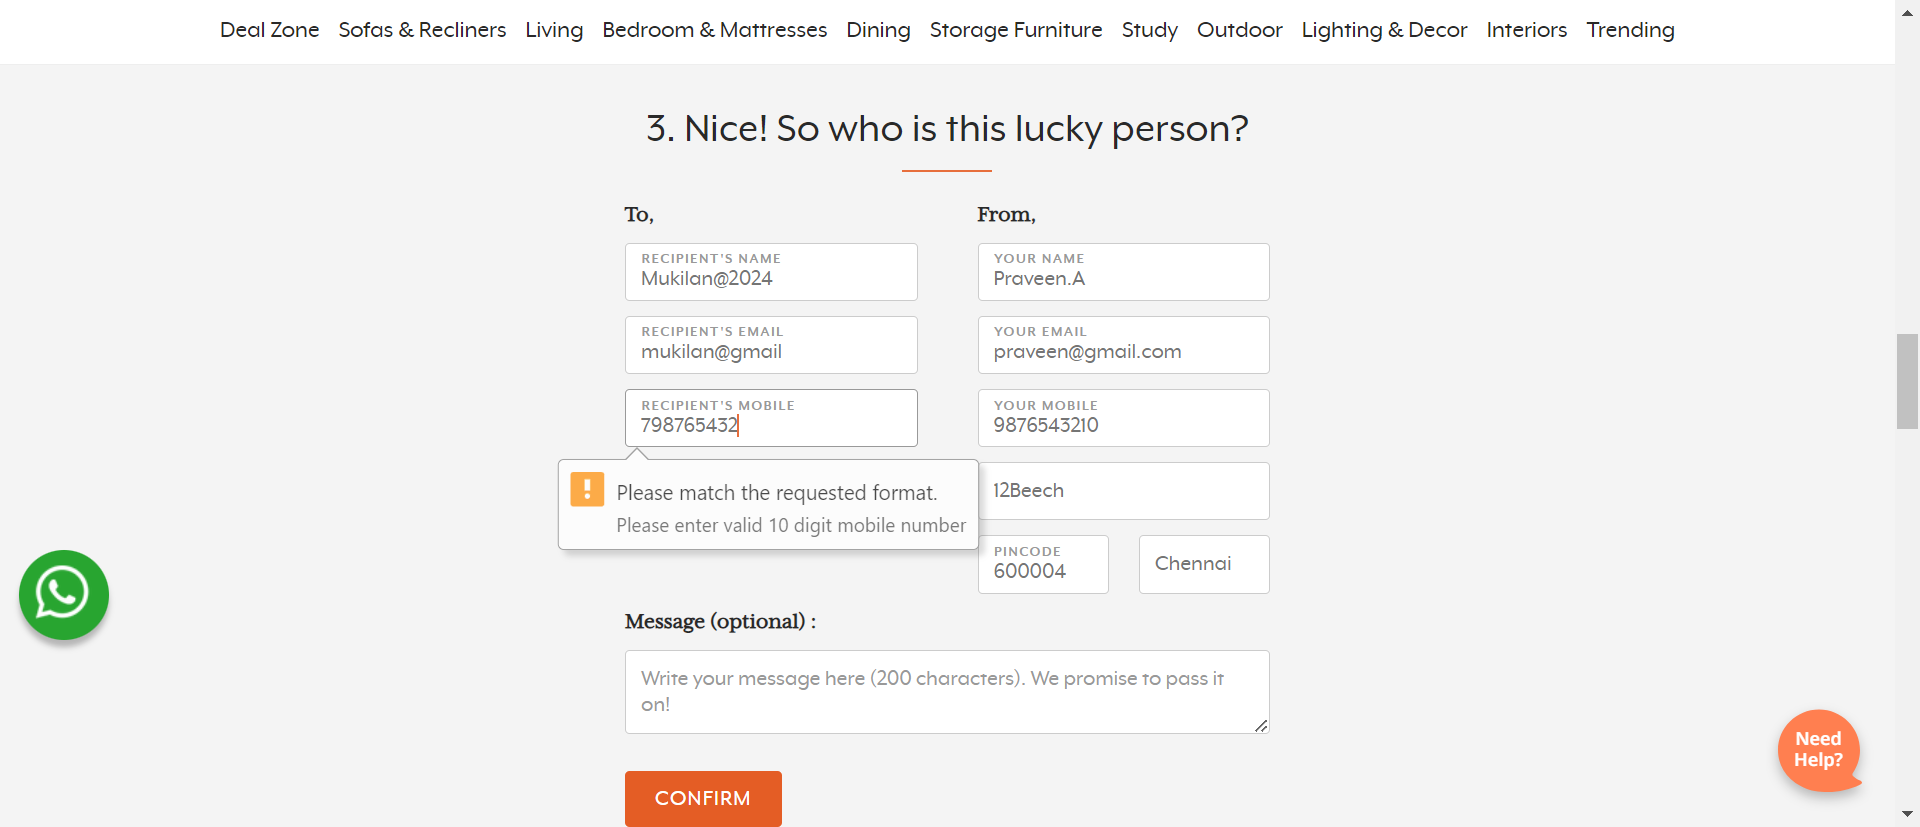 Deal Zone Sofas & Recliners Living Bedroom & Mattresses Dining Storage Furniture Study Outdoor Lighting & Decor Interiors Trending
3. Nice! So who is this lucky person?
To,
RECIPIENT'S NAME
Mukilan@2024
RECIPIENT'S EMAIL
mukilan@gmail
RECIPIENT'S MOBILE
798765432
Please match the requested format.
Please enter valid 10 digit mobile number
From,
YOUR NAME
Praveen.A
YOUR EMAIL
praveen@gmail.com
YOUR MOBILE
9876543210
12Beech
PINCODE
600004
Chennai
Message (optional) :
Write your message here (200 characters). We promise to pass it
on!
CONFIRM
Need
Help?